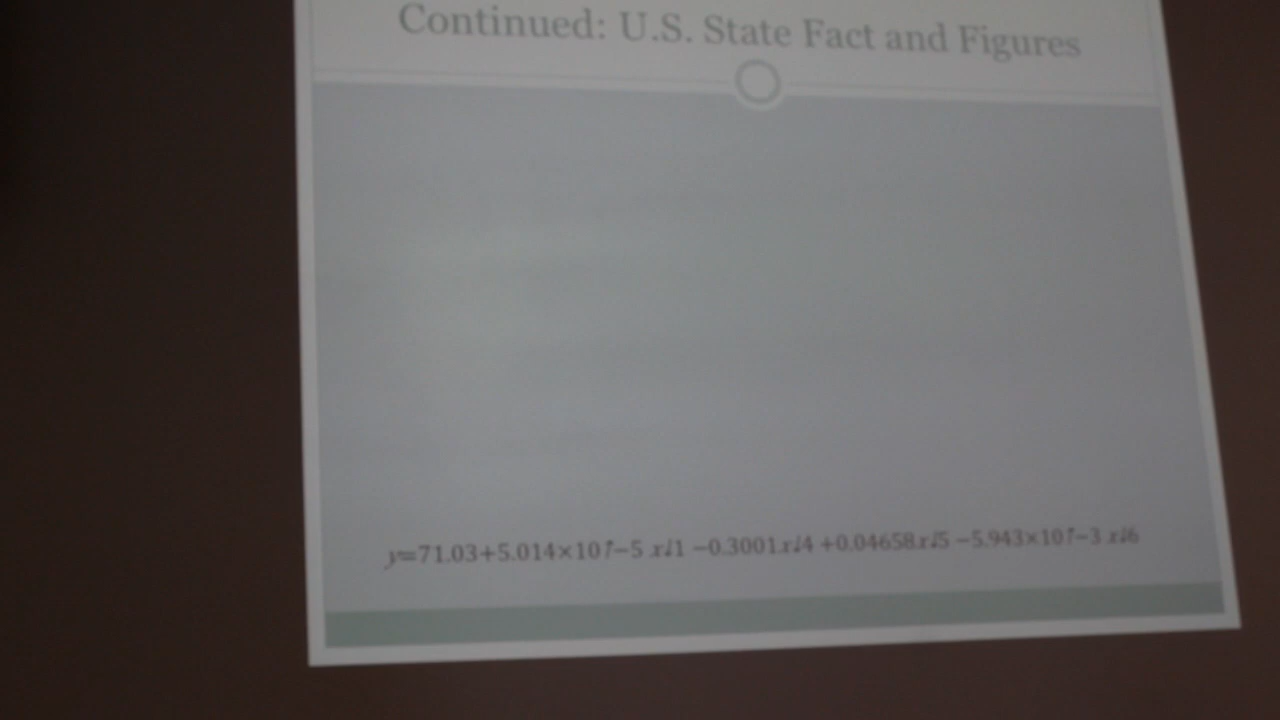 Continued: U.S. State Fact and Figures
y=71.03+5.014×10↑−5 x↓1 −0.3001x↓4 +0.04658x↓5 −5.943×10↑−3 x↓6